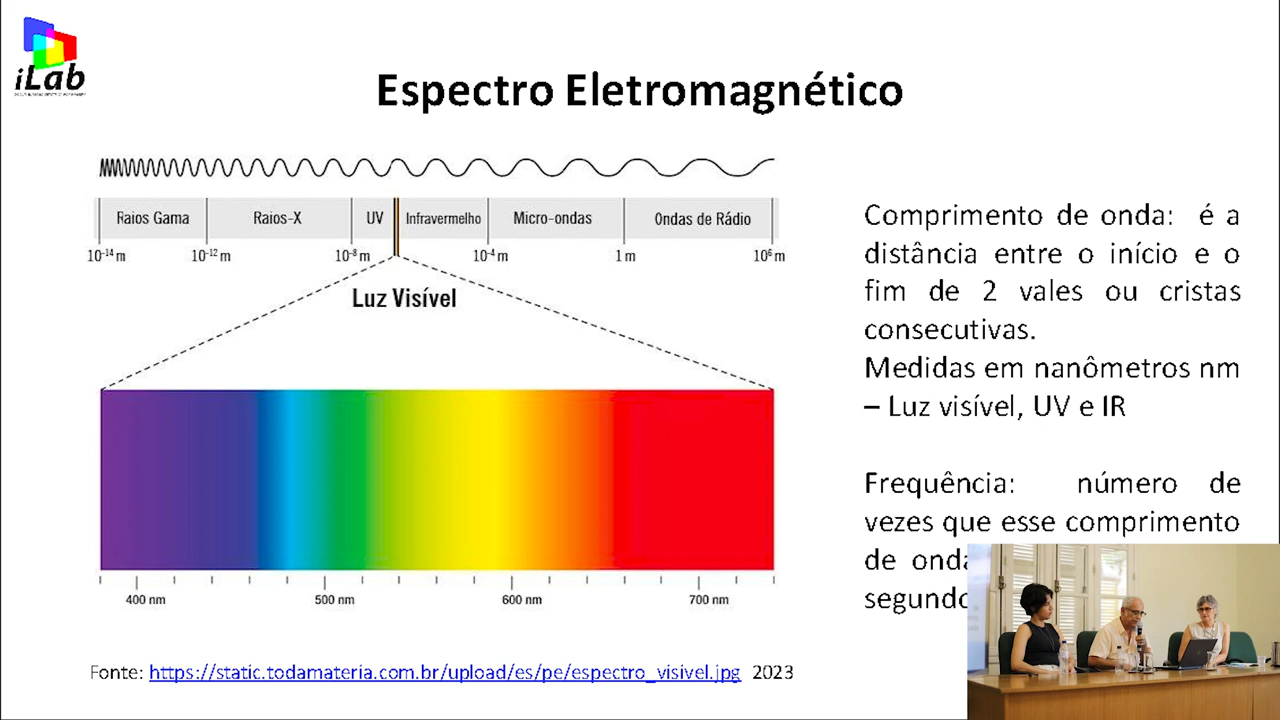 iLab
Espectro Eletromagnético
Raios Gama Raios-X UV Infravermelho Micro-ondas Ondas de Rádio
10⁻¹⁴ m 10⁻¹² m 10⁻⁸ m 10⁻⁴ m 1 m 10⁶ m
Luz Visível
400 nm 500 nm 600 nm 700 nm
Comprimento de onda: é a
distância entre o início e o
fim de 2 vales ou cristas
consecutivas.
Medidas em nanômetros nm
– Luz visível, UV e IR
Frequência: número de
vezes que esse comprimento
de
Fonte: https://static.todamateria.com.br/upload/es/pe/espectro_visivel.jpg 2023